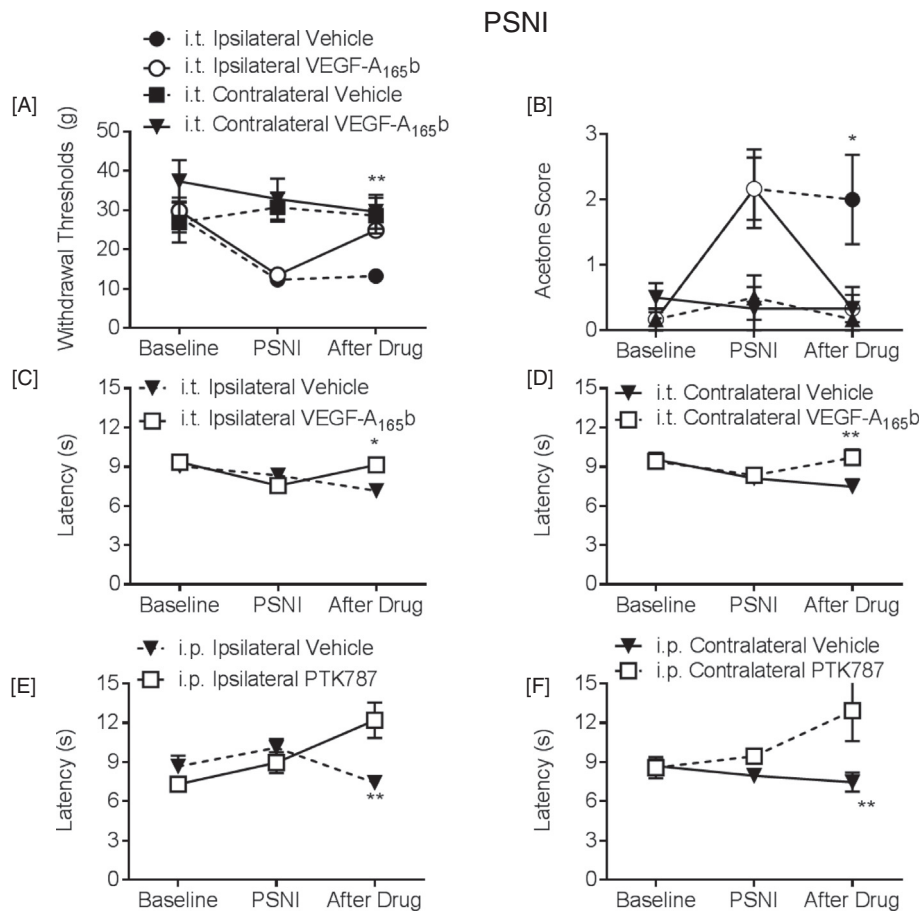 PSNI
i.t. Ipsilateral Vehicle
i.t. Ipsilateral VEGF-A₁₆₅b
i.t. Contralateral Vehicle
i.t. Contralateral VEGF-A₁₆₅b
[A]
Withdrawal Thresholds (g)
50
40
30
20
10
0
**
Baseline PSNI After Drug
[B]
Acetone Score
3
2
1
0
*
Baseline PSNI After Drug
[C]
i.t. Ipsilateral Vehicle
i.t. Ipsilateral VEGF-A₁₆₅b
Latency (s)
15
12
9
6
3
0
*
Baseline PSNI After Drug
[D]
i.t. Contralateral Vehicle
i.t. Contralateral VEGF-A₁₆₅b
Latency (s)
15
12
9
6
3
0
**
Baseline PSNI After Drug
[E]
i.p. Ipsilateral Vehicle
i.p. Ipsilateral PTK787
Latency (s)
15
12
9
6
3
0
**
Baseline PSNI After Drug
[F]
i.p. Contralateral Vehicle
i.p. Contralateral PTK787
Latency (s)
15
12
9
6
3
0
**
Baseline PSNI After Drug